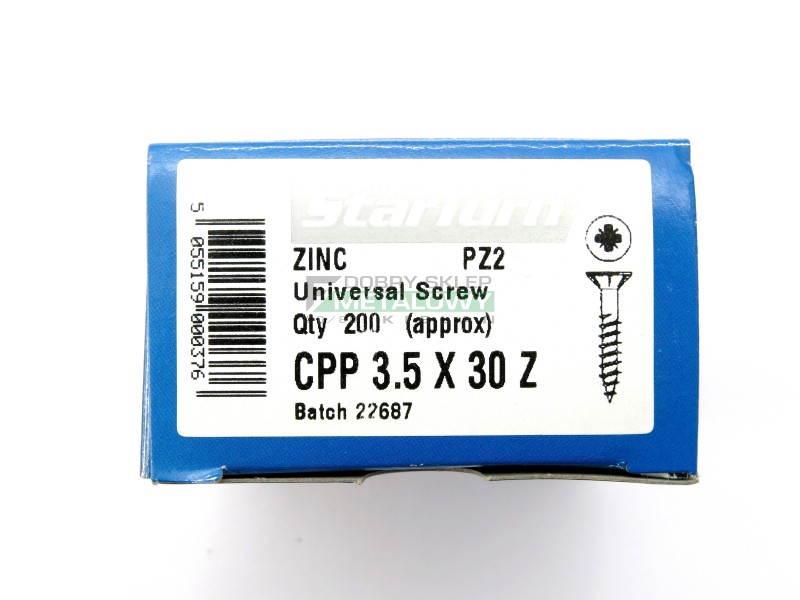 StarTurn
ZINC PZ2
Universal Screw
Qty 200 (approx)
CPP 3.5 X 30 Z
Batch 22687
5 055159 000376
DOBRY SKLEP
METALOWY